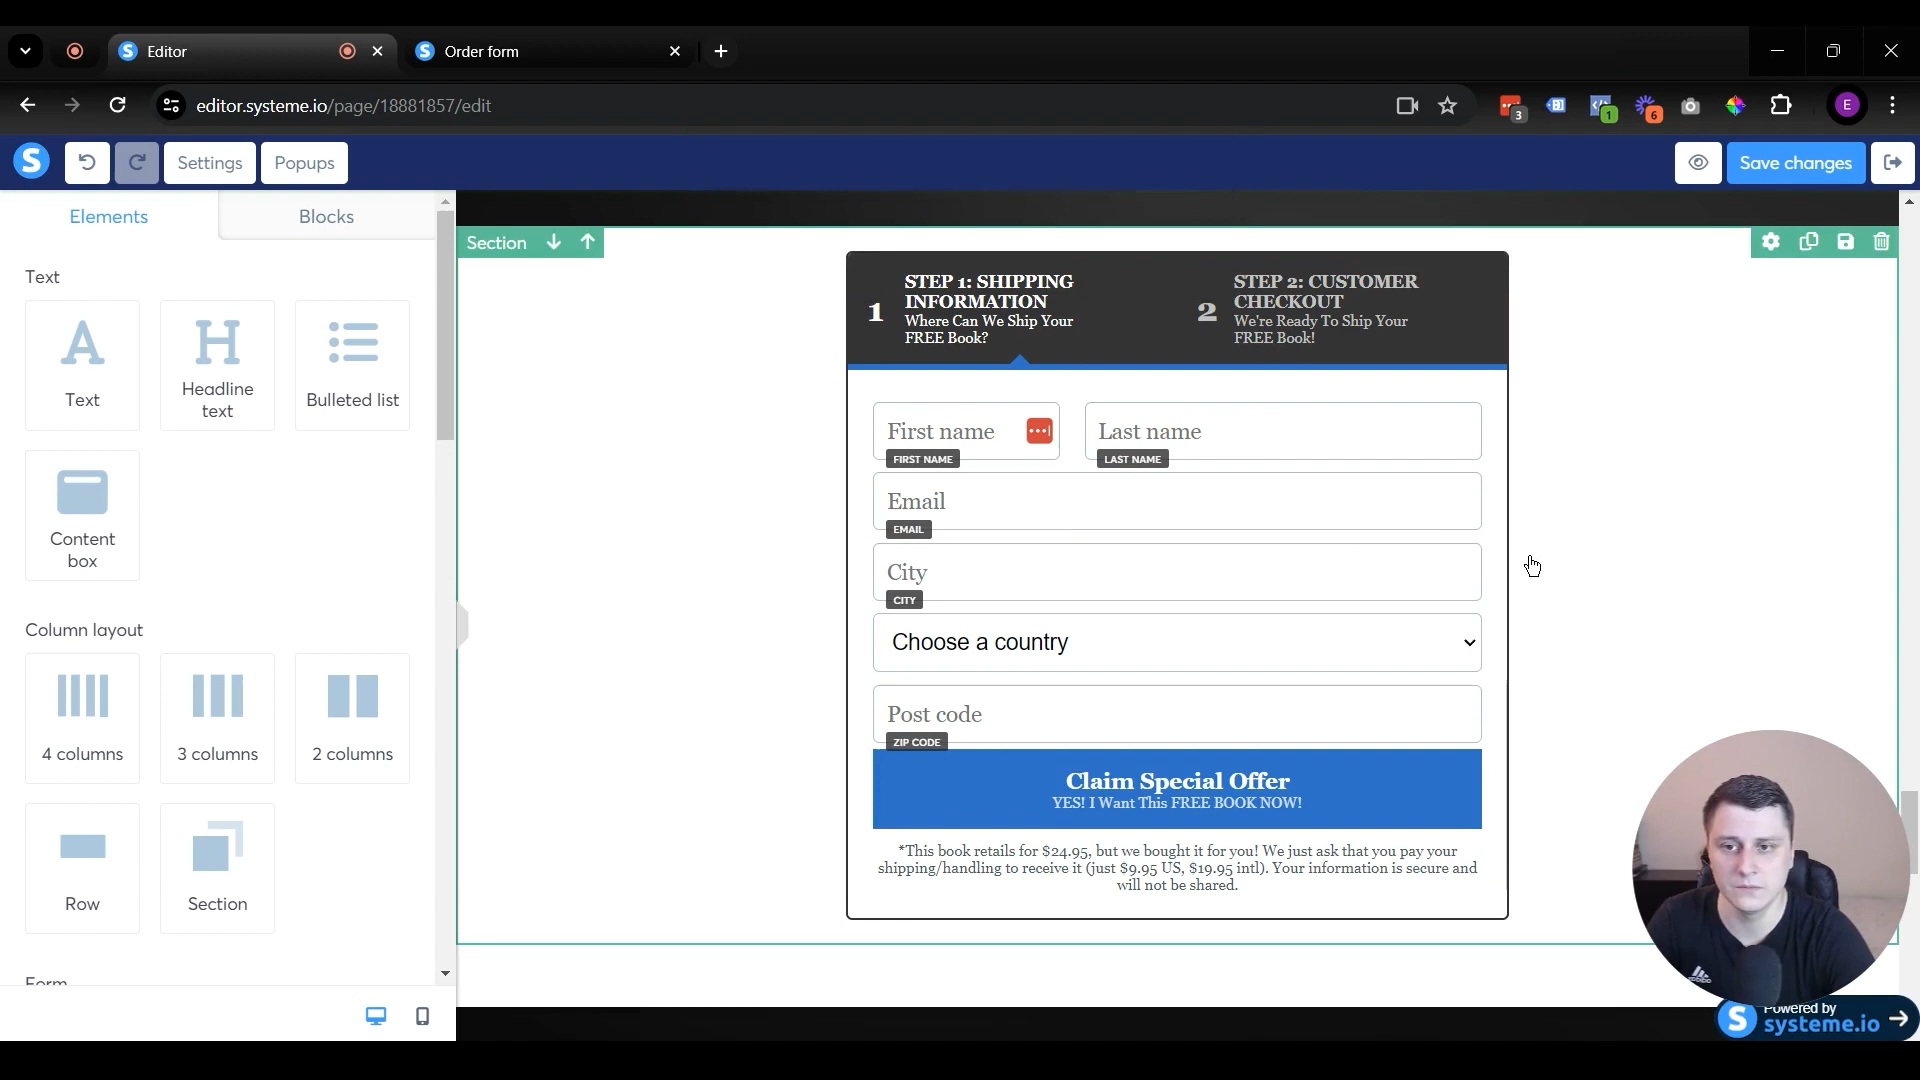 Editor
Order form
editor.systeme.io/page/18881857/edit
3
1
6
E
S
Settings
Popups
Save changes
Elements
Blocks
Text
A
Text
H
Headline
text
Bulleted list
Content
box
Column layout
4 columns
3 columns
2 columns
Row
Section
Form
Section
1
STEP 1: SHIPPING
INFORMATION
Where Can We Ship Your
FREE Book?
2
STEP 2: CUSTOMER
CHECKOUT
We're Ready To Ship Your
FREE Book!
First name
FIRST NAME
Last name
LAST NAME
Email
EMAIL
City
CITY
Choose a country
Post code
ZIP CODE
Claim Special Offer
YES! I Want This FREE BOOK NOW!
*This book retails for $24.95, but we bought it for you! We just ask that you pay your
shipping/handling to receive it (just $9.95 US, $19.95 intl). Your information is secure and
will not be shared.
adidas
S
Powered by
systeme.io